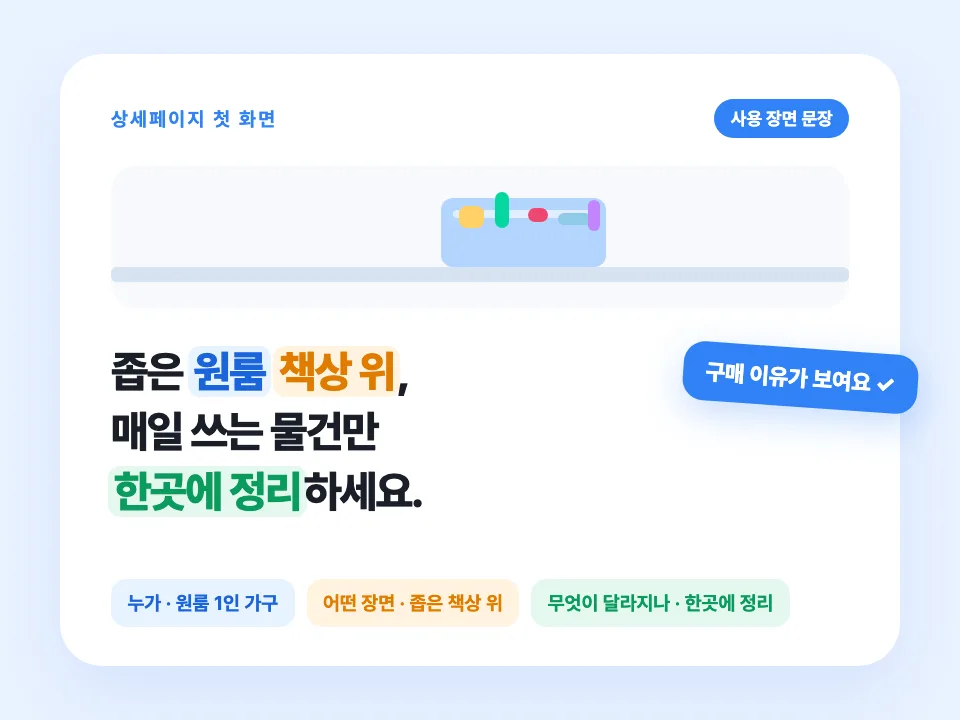 상세페이지 첫 화면
사용 장면 문장
좁은 원룸 책상 위,
매일 쓰는 물건만
한곳에 정리하세요.
구매 이유가 보여요 ✓
누가 · 원룸 1인 가구
어떤 장면 · 좁은 책상 위
무엇이 달라지나 · 한곳에 정리